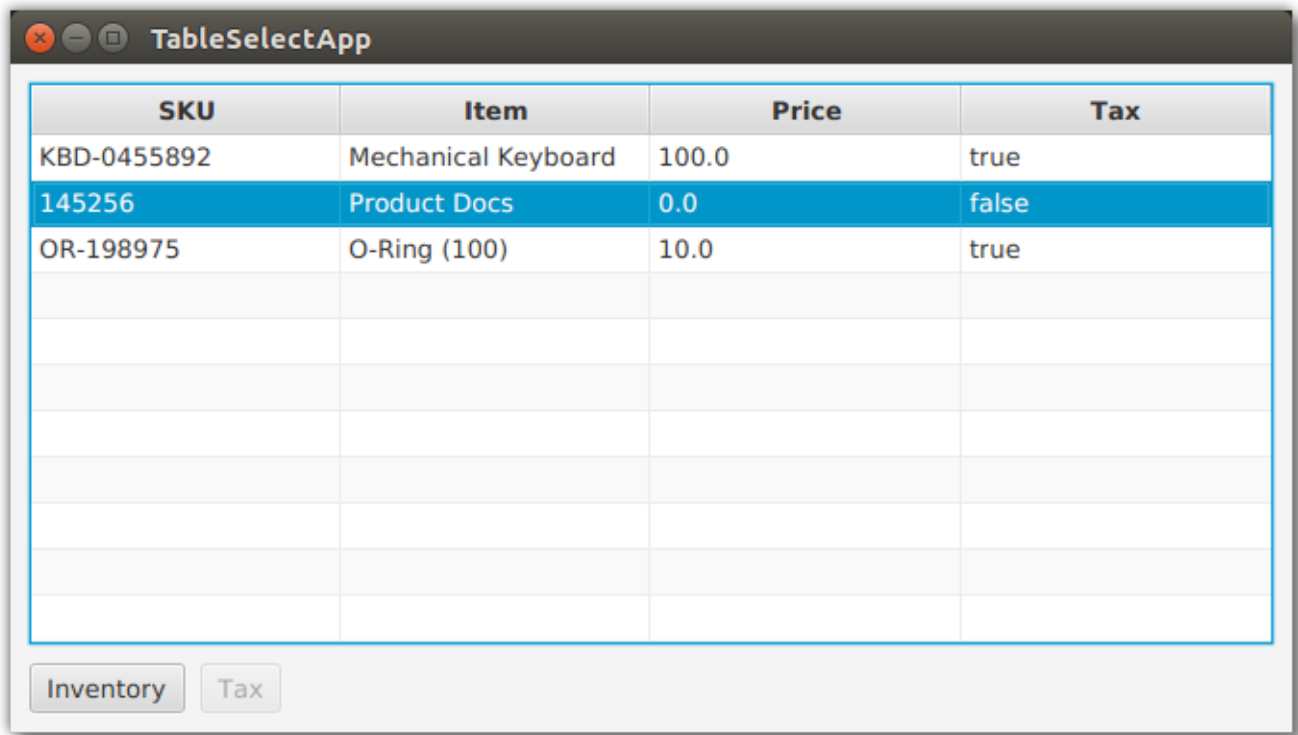 TableSelectApp
SKU Item Price Tax
KBD-0455892 Mechanical Keyboard 100.0 true
145256 Product Docs 0.0 false
OR-198975 O-Ring (100) 10.0 true
Inventory Tax